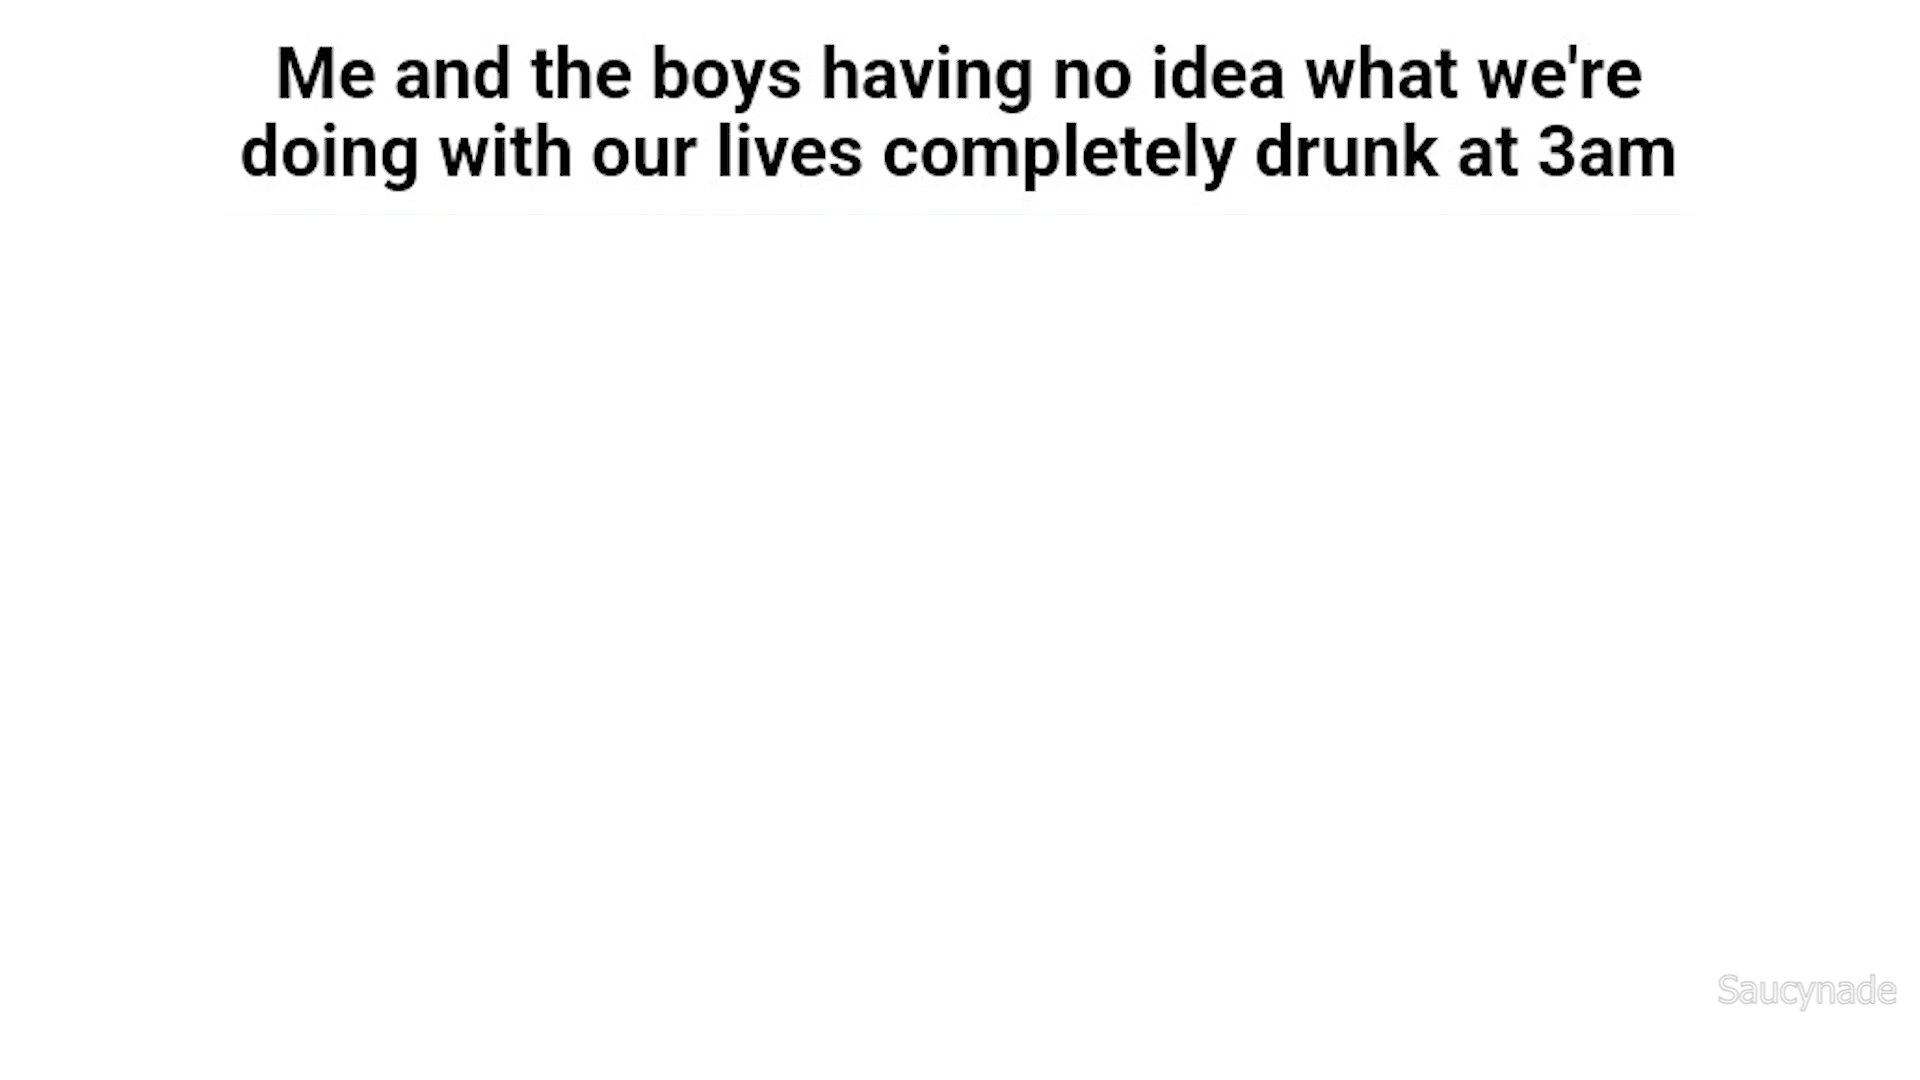 Me and the boys having no idea what we're
doing with our lives completely drunk at 3am
Saucynade